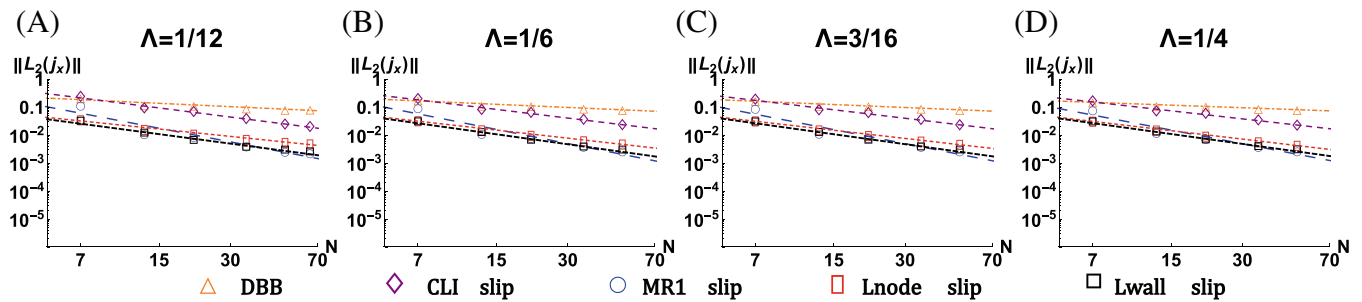 (A) (B) (C) (D)
Λ=1/12 Λ=1/6 Λ=3/16 Λ=1/4
||L₂(jₓ)|| ||L₂(jₓ)|| ||L₂(jₓ)|| ||L₂(jₓ)||
1 1 1 1
0.1 0.1 0.1 0.1
10⁻² 10⁻² 10⁻² 10⁻²
10⁻³ 10⁻³ 10⁻³ 10⁻³
10⁻⁴ 10⁻⁴ 10⁻⁴ 10⁻⁴
10⁻⁵ 10⁻⁵ 10⁻⁵ 10⁻⁵
N N N N
7 15 30 70 7 15 30 70 7 15 30 70 7 15 30 70
DBB CLI slip MR1 slip Lnode slip Lwall slip